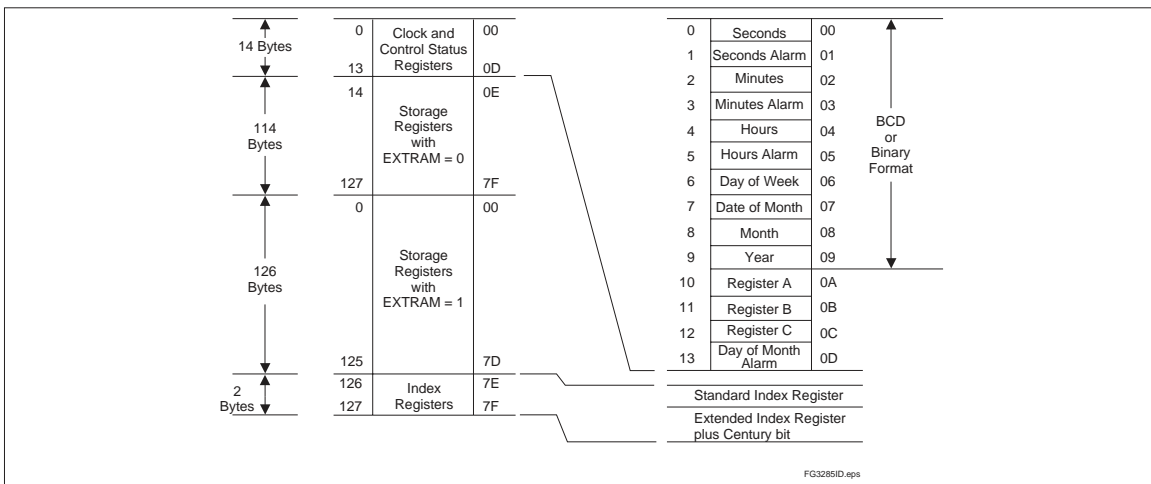 14 Bytes
0
Clock and
Control Status
Registers
00
13
0D
114
Bytes
14
Storage
Registers
with
EXTRAM = 0
0E
127
7F
126
Bytes
0
Storage
Registers
with
EXTRAM = 1
00
125
7D
2
Bytes
126
Index
Registers
7E
127
7F
0 Seconds 00
1 Seconds Alarm 01
2 Minutes 02
3 Minutes Alarm 03
4 Hours 04
5 Hours Alarm 05
6 Day of Week 06
7 Date of Month 07
8 Month 08
9 Year 09
10 Register A 0A
11 Register B 0B
12 Register C 0C
13 Day of Month
Alarm 0D
BCD
or
Binary
Format
Standard Index Register
Extended Index Register
plus Century bit
FG3285ID.eps